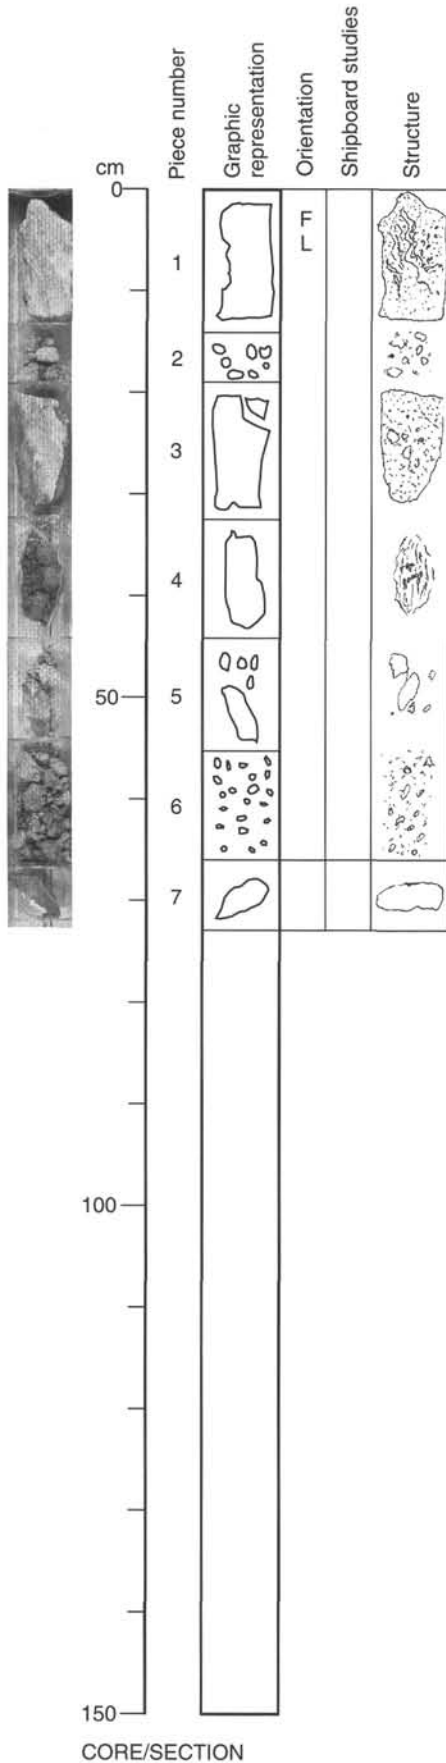 cm
Piece number
Graphic
representation
Orientation
Shipboard studies
Structure
0
1
F
L
2
3
4
50
5
6
7
100
150
CORE/SECTION